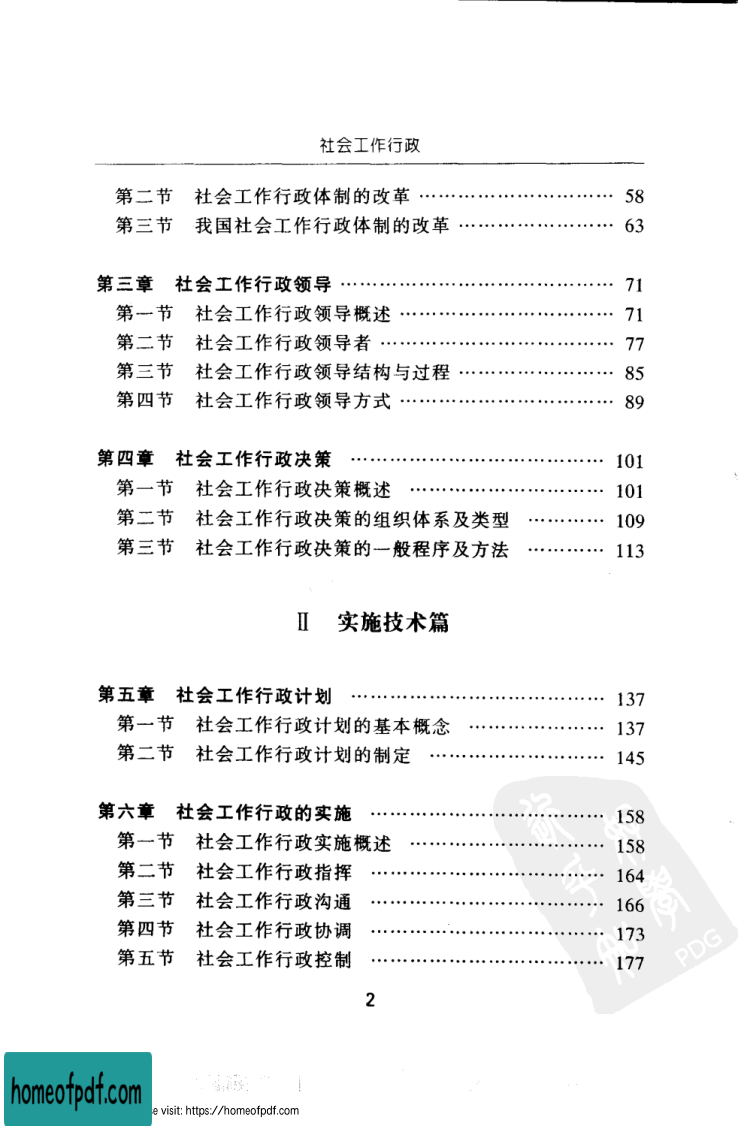 社会工作行政
第二节 社会工作行政体制的改革 ………………………… 58
第三节 我国社会工作行政体制的改革 …………………… 63
第三章 社会工作行政领导 …………………………………… 71
第一节 社会工作行政领导概述 …………………………… 71
第二节 社会工作行政领导者 ……………………………… 77
第三节 社会工作行政领导结构与过程 …………………… 85
第四节 社会工作行政领导方式 …………………………… 89
第四章 社会工作行政决策 ………………………………… 101
第一节 社会工作行政决策概述 ………………………… 101
第二节 社会工作行政决策的组织体系及类型 ………… 109
第三节 社会工作行政决策的一般程序及方法 ………… 113
Ⅱ 实施技术篇
第五章 社会工作行政计划 ………………………………… 137
第一节 社会工作行政计划的基本概念 ………………… 137
第二节 社会工作行政计划的制定 ……………………… 145
第六章 社会工作行政的实施 ……………………………… 158
第一节 社会工作行政实施概述 ………………………… 158
第二节 社会工作行政指挥 ……………………………… 164
第三节 社会工作行政沟通 ……………………………… 166
第四节 社会工作行政协调 ……………………………… 173
第五节 社会工作行政控制 ……………………………… 177
PDG
2
homeofpdf.com
e visit: https://homeofpdf.com